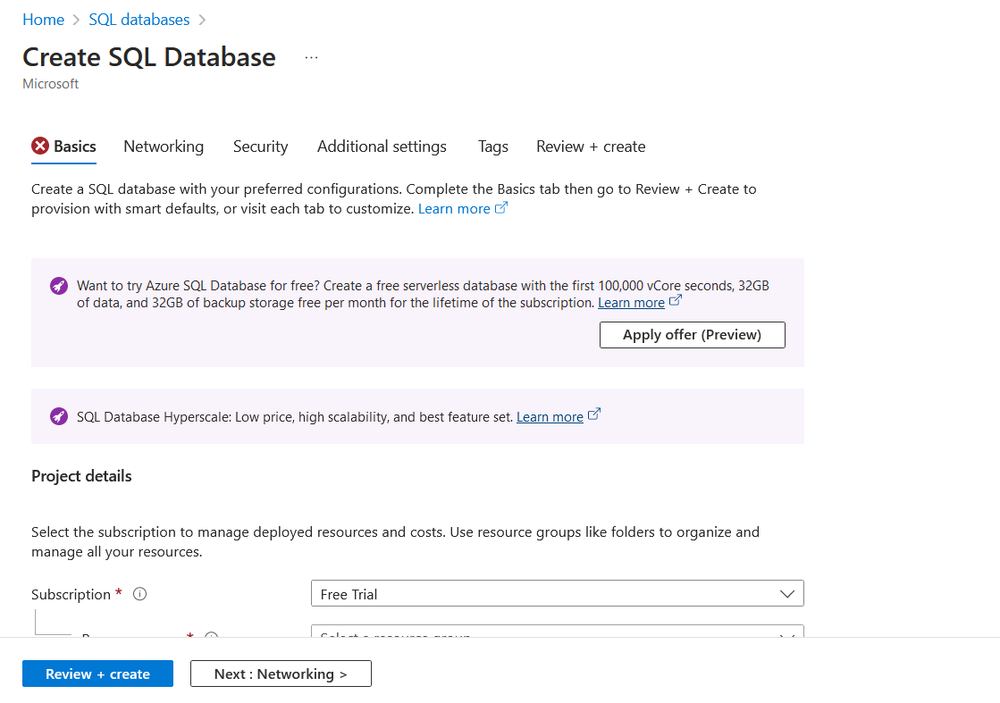 Home > SQL databases >
Create SQL Database ...
Microsoft
Basics Networking Security Additional settings Tags Review + create
Create a SQL database with your preferred configurations. Complete the Basics tab then go to Review + Create to
provision with smart defaults, or visit each tab to customize. Learn more
Want to try Azure SQL Database for free? Create a free serverless database with the first 100,000 vCore seconds, 32GB
of data, and 32GB of backup storage free per month for the lifetime of the subscription. Learn more
Apply offer (Preview)
SQL Database Hyperscale: Low price, high scalability, and best feature set. Learn more
Project details
Select the subscription to manage deployed resources and costs. Use resource groups like folders to organize and
manage all your resources.
Subscription * Free Trial
Select a resource group
Review + create Next : Networking >